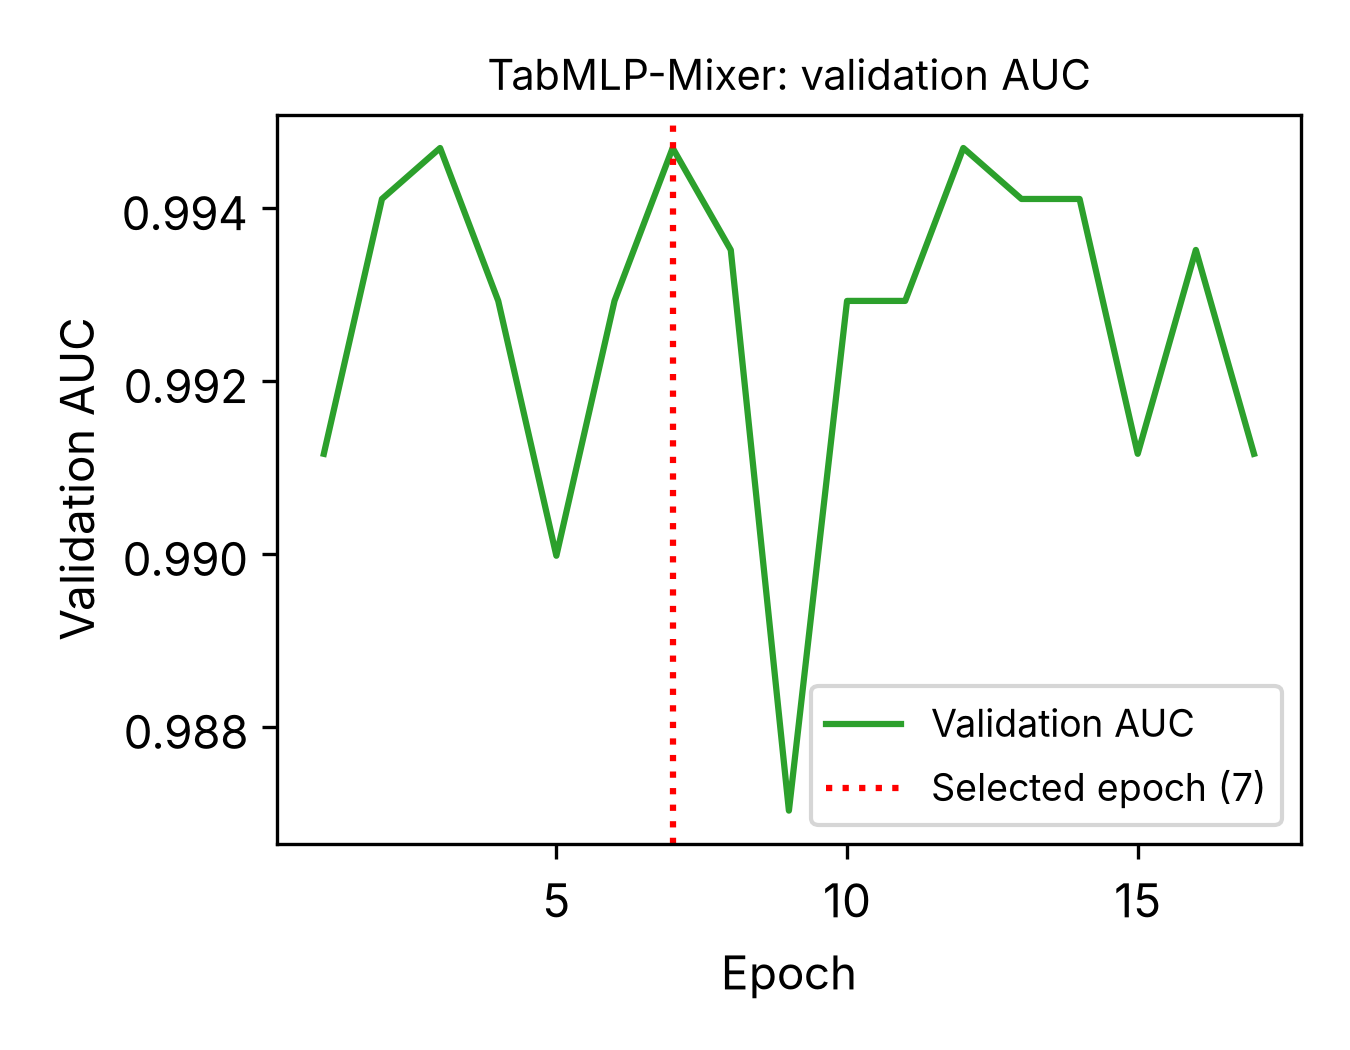 TabMLP-Mixer: validation AUC
Validation AUC
0.994
0.992
0.990
0.988
Validation AUC
Selected epoch (7)
5 10 15
Epoch